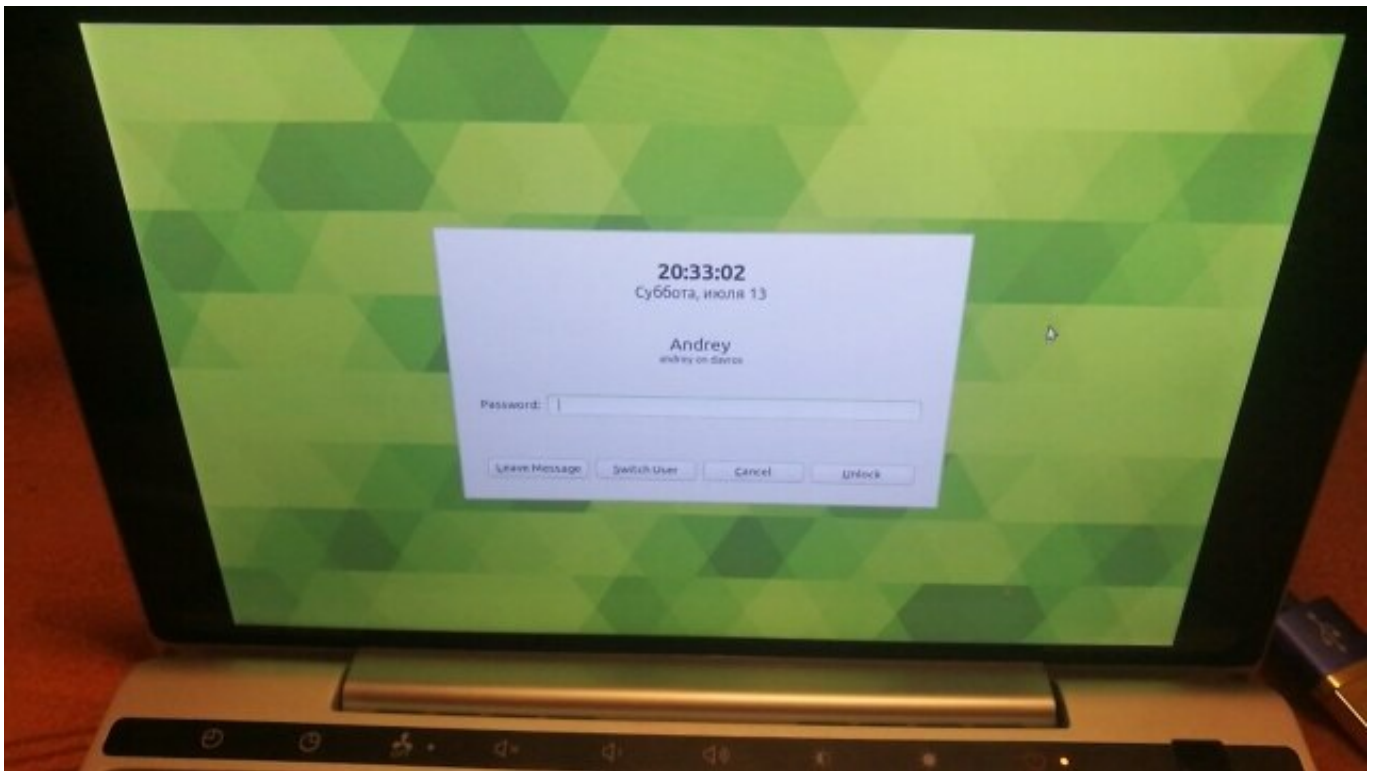 20:33:02
Суббота, июля 13
Andrey
andrey on davros
Password:
Leave Message
Switch User
Cancel
Unlock